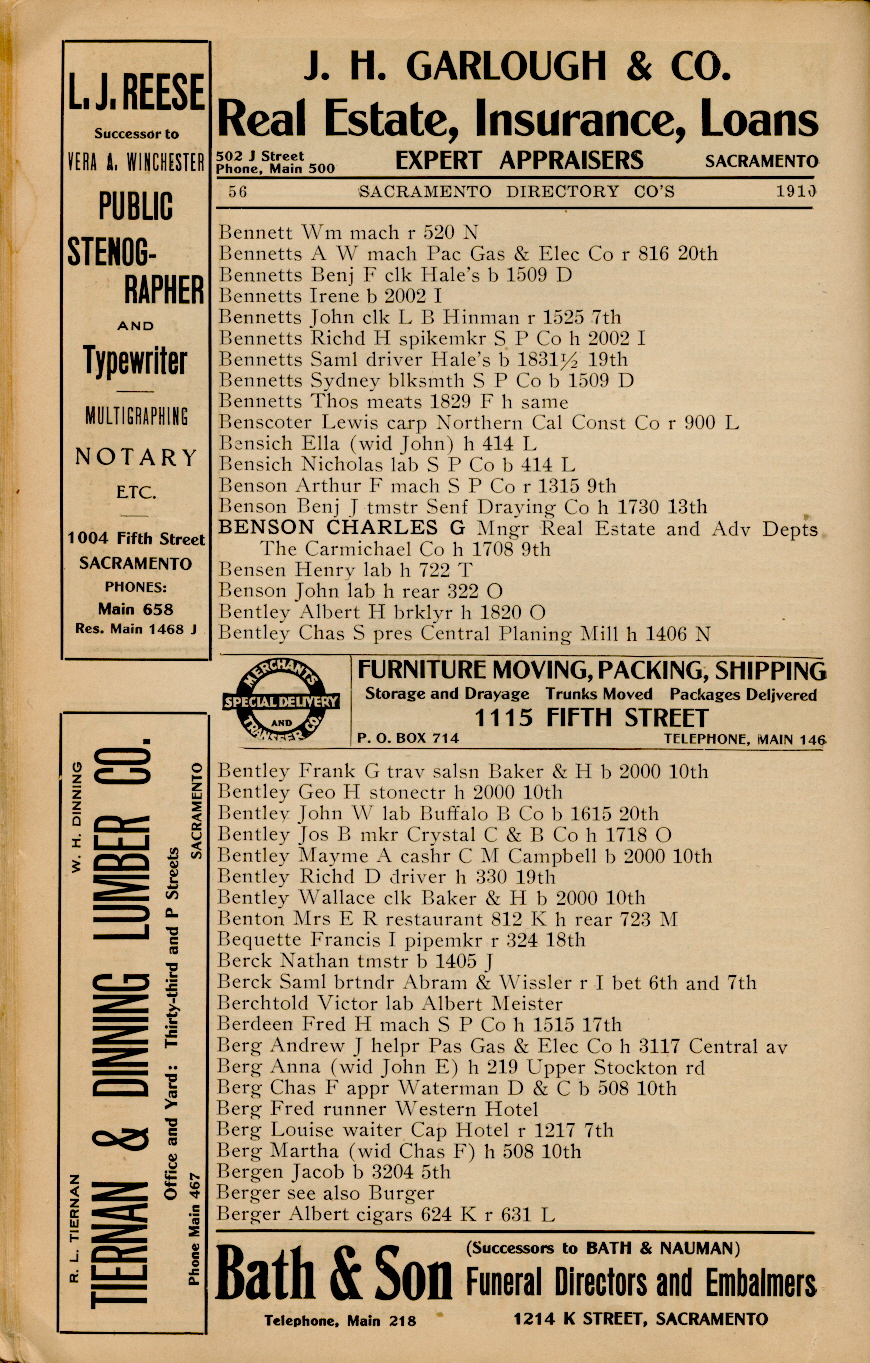 J. H. GARLOUGH & CO.
Real Estate, Insurance, Loans
502 J Street
Phone, Main 500
EXPERT APPRAISERS
SACRAMENTO
56 SACRAMENTO DIRECTORY CO'S 1910
L. J. REESE
Successor to
VERA A. WINCHESTER
PUBLIC
STENOG-
RAPHER
AND
Typewriter
MULTIGRAPHING
NOTARY
ETC.
1004 Fifth Street
SACRAMENTO
PHONES:
Main 658
Res. Main 1468 J
Bennett Wm mach r 520 N
Bennetts A W mach Pac Gas & Elec Co r 816 20th
Bennetts Benj F clk Hale's b 1509 D
Bennetts Irene b 2002 I
Bennetts John clk L B Hinman r 1525 7th
Bennetts Richd H spikemkr S P Co h 2002 I
Bennetts Saml driver Hale's b 1831½ 19th
Bennetts Sydney blksmth S P Co b 1509 D
Bennetts Thos meats 1829 F h same
Benscoter Lewis carp Northern Cal Const Co r 900 L
Bensich Ella (wid John) h 414 L
Bensich Nicholas lab S P Co b 414 L
Benson Arthur F mach S P Co r 1315 9th
Benson Benj J tmstr Senf Draying Co h 1730 13th
BENSON CHARLES G Mngr Real Estate and Adv Depts
The Carmichael Co h 1708 9th
Bensen Henry lab h 722 T
Benson John lab h rear 322 O
Bentley Albert H brklyr h 1820 O
Bentley Chas S pres Central Planing Mill h 1406 N
MERCHANTS
SPECIAL DELIVERY
AND
TRANSFER CO.
FURNITURE MOVING, PACKING, SHIPPING
Storage and Drayage Trunks Moved Packages Delivered
1115 FIFTH STREET
P. O. BOX 714 TELEPHONE, MAIN 146
R. L. TIERNAN W. H. DINNING
TIERNAN & DINNING LUMBER CO.
Office and Yard: Thirty-third and P Streets
Phone Main 467 SACRAMENTO
Bentley Frank G trav salsn Baker & H b 2000 10th
Bentley Geo H stonectr h 2000 10th
Bentley John W lab Buffalo B Co b 1615 20th
Bentley Jos B mkr Crystal C & B Co h 1718 O
Bentley Mayme A cashr C M Campbell b 2000 10th
Bentley Richd D driver h 330 19th
Bentley Wallace clk Baker & H b 2000 10th
Benton Mrs E R restaurant 812 K h rear 723 M
Bequette Francis I pipemkr r 324 18th
Berck Nathan tmstr b 1405 J
Berck Saml brtndr Abram & Wissler r I bet 6th and 7th
Berchtold Victor lab Albert Meister
Berdeen Fred H mach S P Co h 1515 17th
Berg Andrew J helpr Pas Gas & Elec Co h 3117 Central av
Berg Anna (wid John E) h 219 Upper Stockton rd
Berg Chas F appr Waterman D & C b 508 10th
Berg Fred runner Western Hotel
Berg Louise waiter Cap Hotel r 1217 7th
Berg Martha (wid Chas F) h 508 10th
Bergen Jacob b 3204 5th
Berger see also Burger
Berger Albert cigars 624 K r 631 L
Bath & Son
(Successors to BATH & NAUMAN)
Funeral Directors and Embalmers
Telephone, Main 218 1214 K STREET, SACRAMENTO